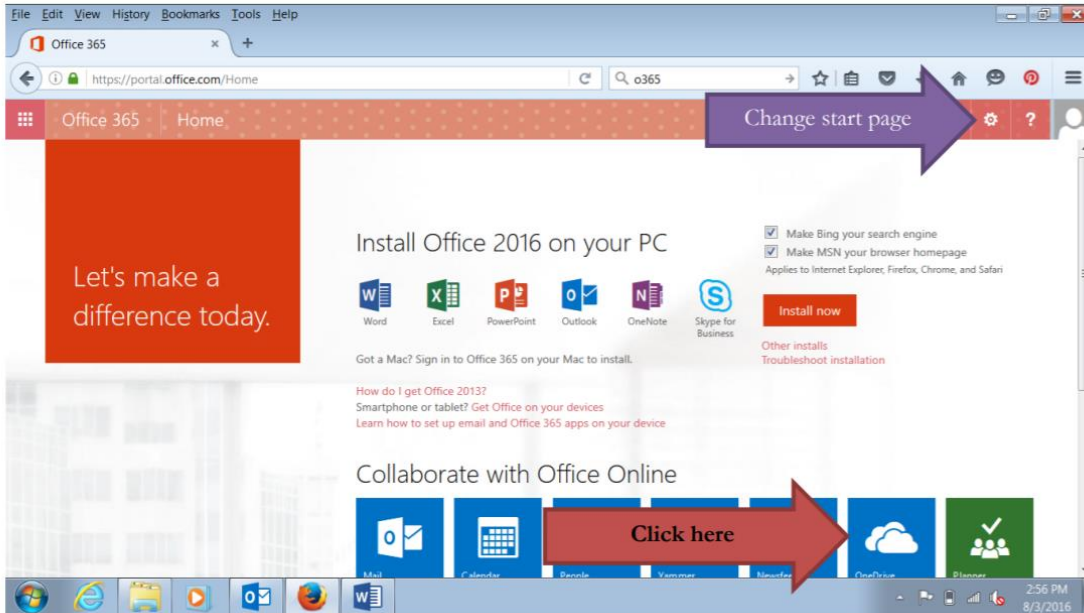 File Edit View History Bookmarks Tools Help
Office 365 × +
https://portal.office.com/Home
o365
Office 365 Home
Change start page
?
Let's make a
difference today.
Install Office 2016 on your PC
Word Excel PowerPoint Outlook OneNote Skype for
Business
Got a Mac? Sign in to Office 365 on your Mac to install.
How do I get Office 2013?
Smartphone or tablet? Get Office on your devices
Learn how to set up email and Office 365 apps on your device
Make Bing your search engine
Make MSN your browser homepage
Applies to Internet Explorer, Firefox, Chrome, and Safari
Install now
Other installs
Troubleshoot installation
Collaborate with Office Online
Click here
Mail Calendar People Yammer Newsfeed OneDrive Planner
2:56 PM
8/3/2016